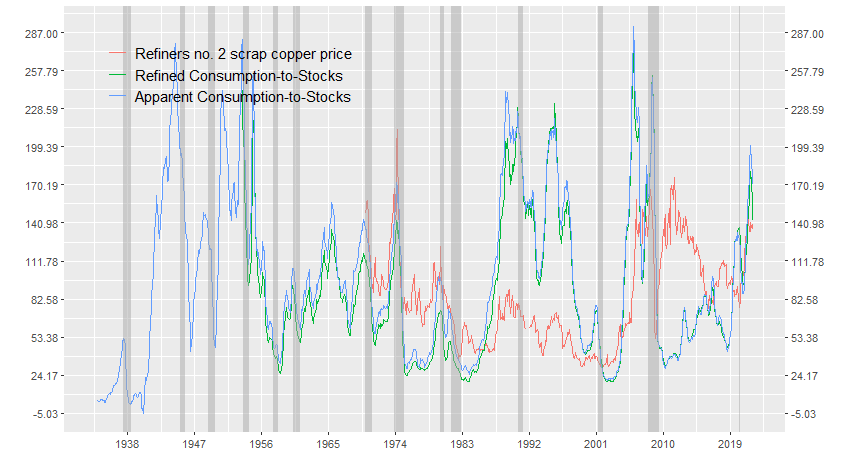 287.00 287.00
Refiners no. 2 scrap copper price
257.79 257.79
Refined Consumption-to-Stocks
Apparent Consumption-to-Stocks
228.59 228.59
199.39 199.39
170.19 170.19
140.98 140.98
111.78 111.78
82.58 82.58
53.38 53.38
24.17 24.17
-5.03 -5.03
1938 1947 1956 1965 1974 1983 1992 2001 2010 2019